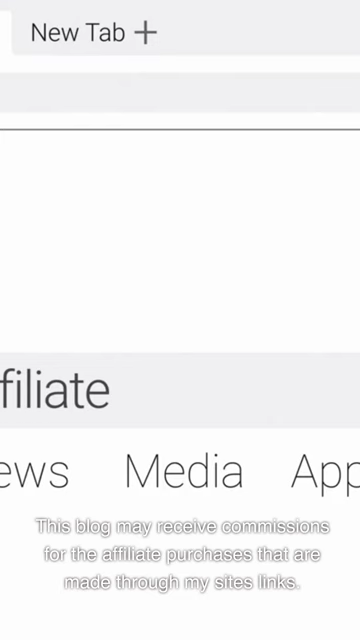 New Tab +
ffiliate
ews Media App
This blog may receive commissions
for the affiliate purchases that are
made through my sites links.